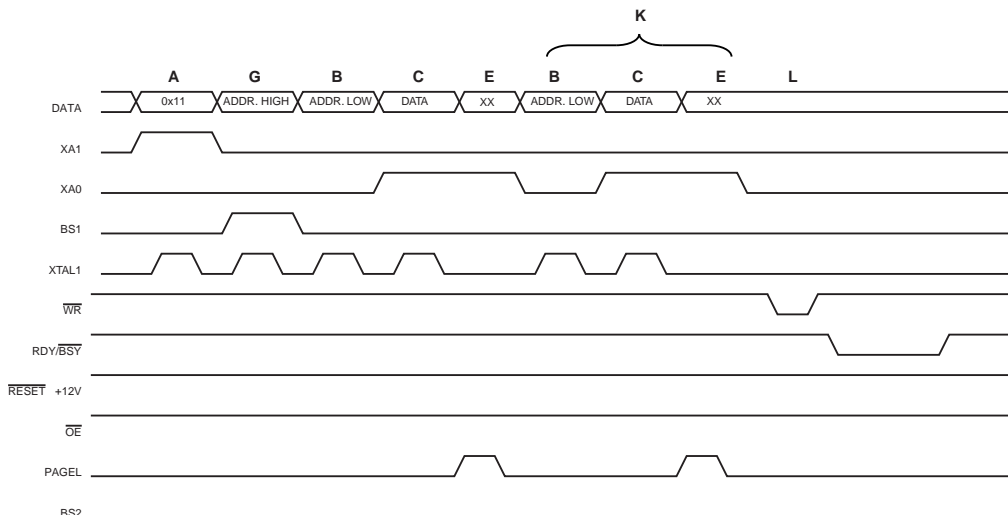 K
A G B C E B C E L
DATA 0x11 ADDR. HIGH ADDR. LOW DATA XX ADDR. LOW DATA XX
XA1
XA0
BS1
XTAL1
WR
RDY/BSY
RESET +12V
OE
PAGEL
BS2